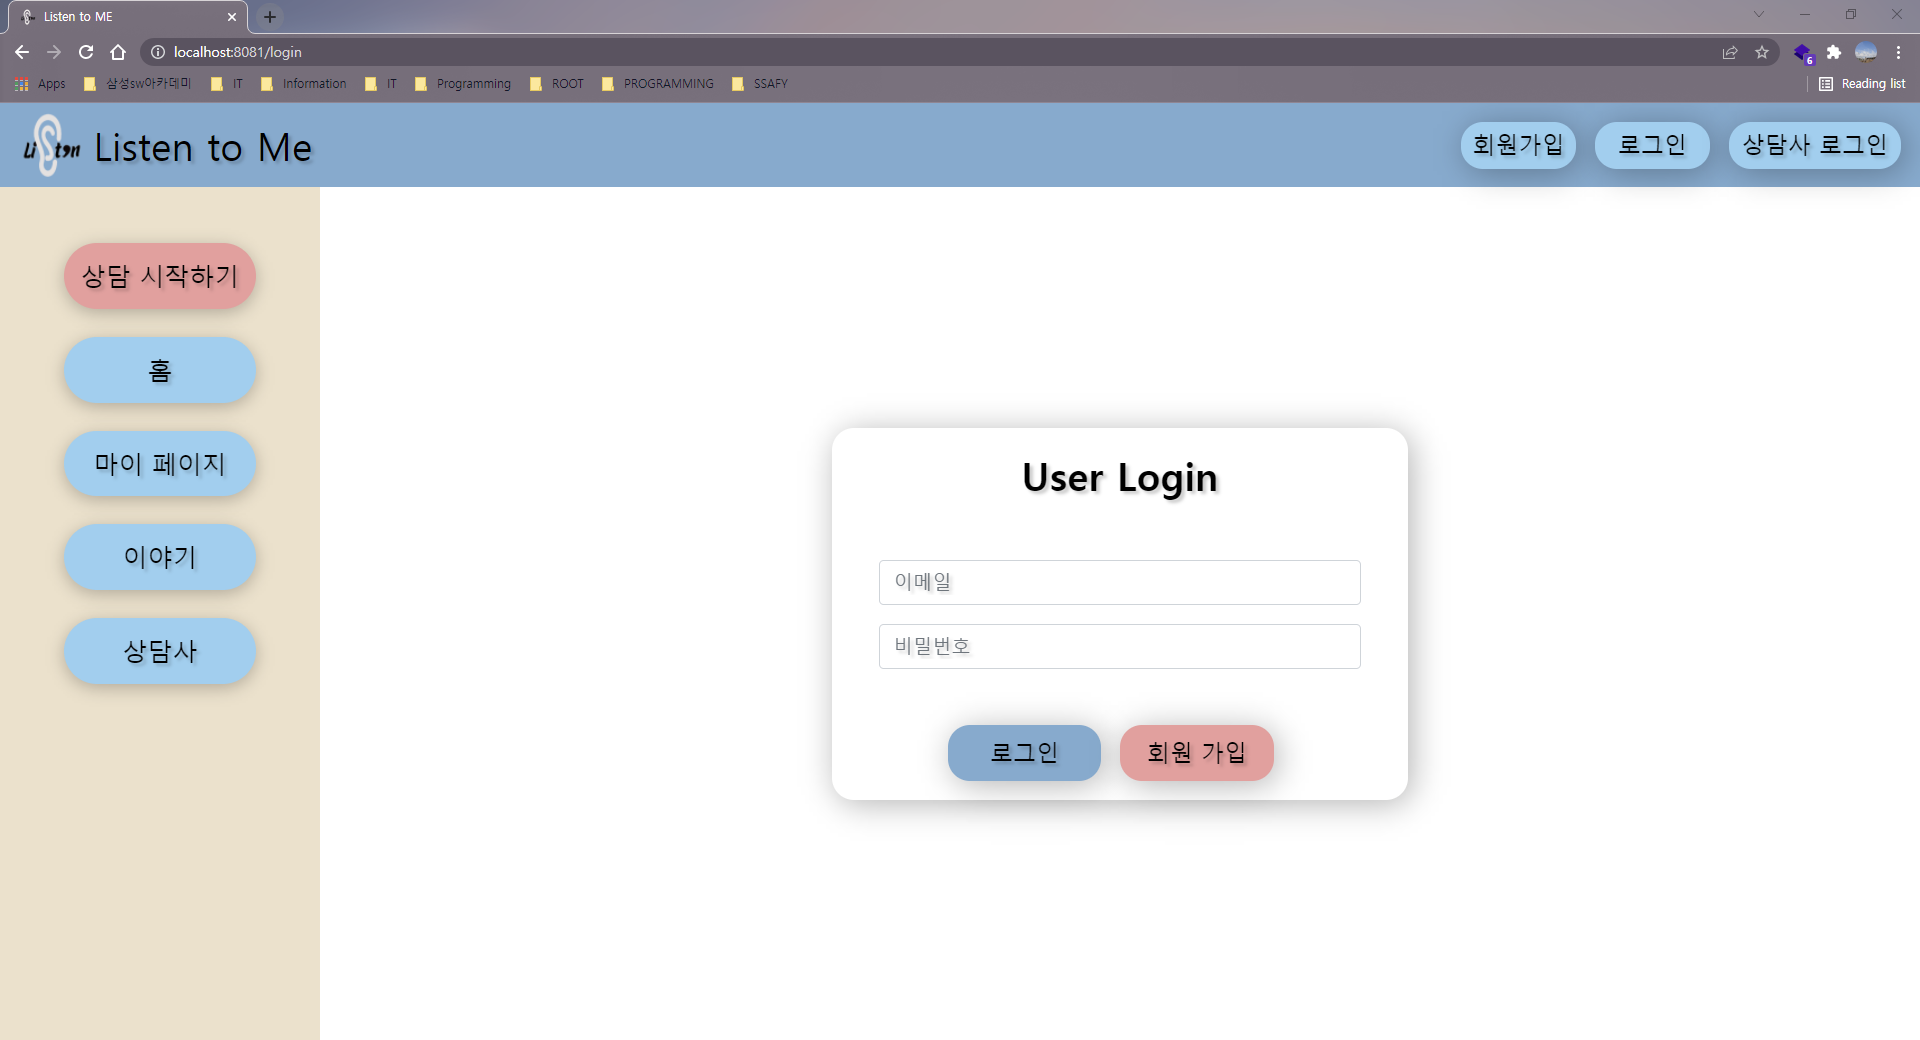 Listen to ME
localhost:8081/login
6
Apps 삼성sw아카데미 IT Information IT Programming ROOT PROGRAMMING SSAFY Reading list
Listen Listen to Me 회원가입 로그인 상담사 로그인
상담 시작하기
홈
마이 페이지
이야기
상담사
User Login
이메일
비밀번호
로그인 회원 가입